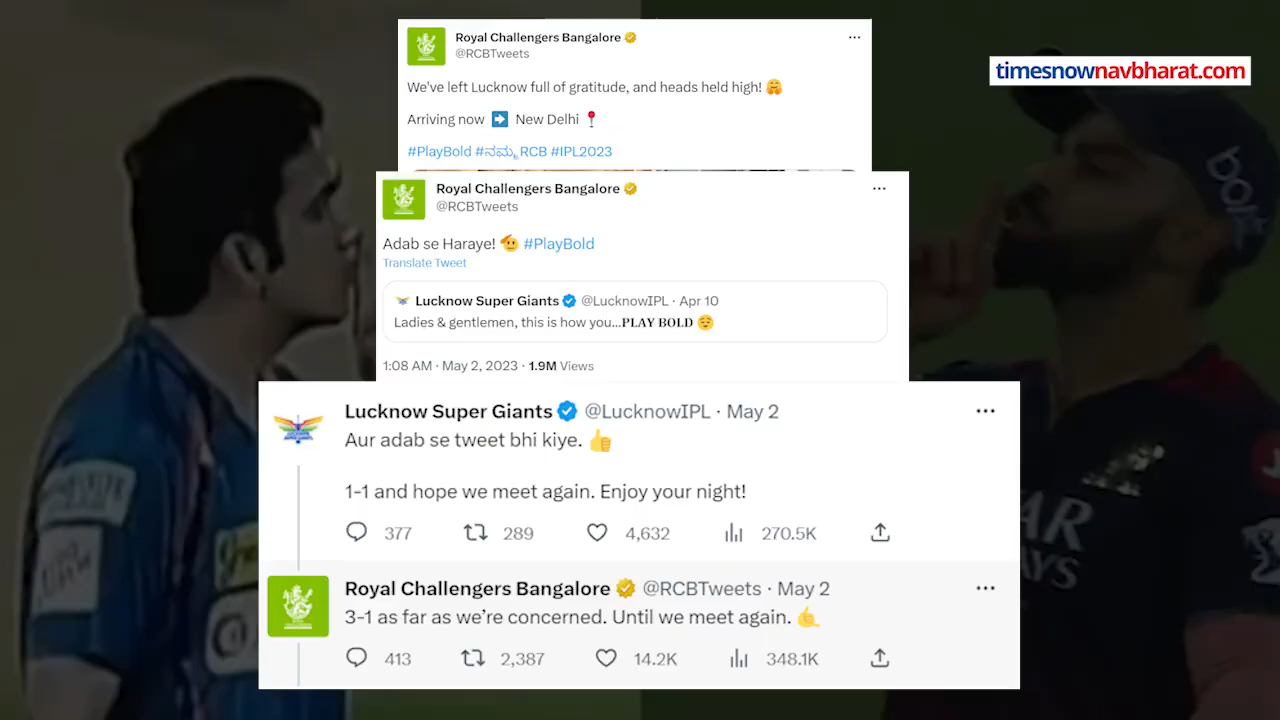 timesnownavbharat.com
Royal Challengers Bangalore
@RCBTweets
We've left Lucknow full of gratitude, and heads held high! 🤗
Arriving now ➡️ New Delhi 📍
#PlayBold #ನಮ್ಮRCB #IPL2023
Royal Challengers Bangalore
@RCBTweets
Adab se Haraye! 🫡 #PlayBold
Translate Tweet
Lucknow Super Giants @LucknowIPL · Apr 10
Ladies & gentlemen, this is how you...𝐏𝐋𝐀𝐘 𝐁𝐎𝐋𝐃 😌
1:08 AM · May 2, 2023 · 1.9M Views
Lucknow Super Giants @LucknowIPL · May 2
Aur adab se tweet bhi kiye. 👍
1-1 and hope we meet again. Enjoy your night!
377 289 4,632 270.5K
Royal Challengers Bangalore @RCBTweets · May 2
3-1 as far as we’re concerned. Until we meet again. 🤙
413 2,387 14.2K 348.1K